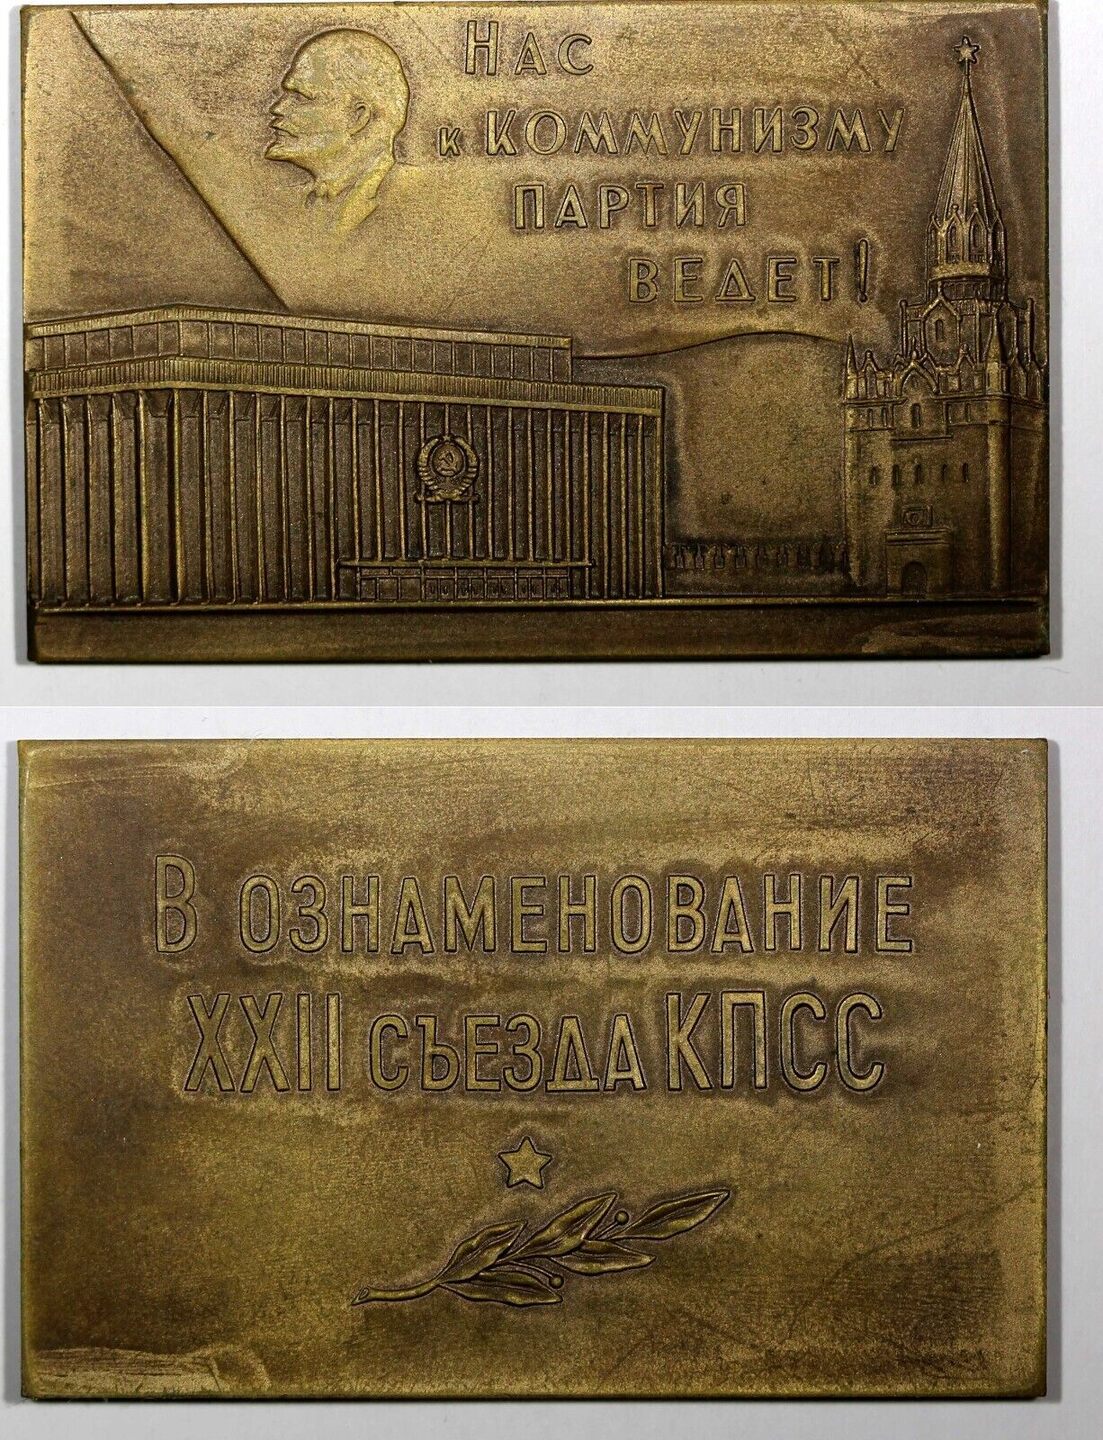 Нас
к коммунизму
партия
ведет!
В ознаменование
XXII съезда КПСС